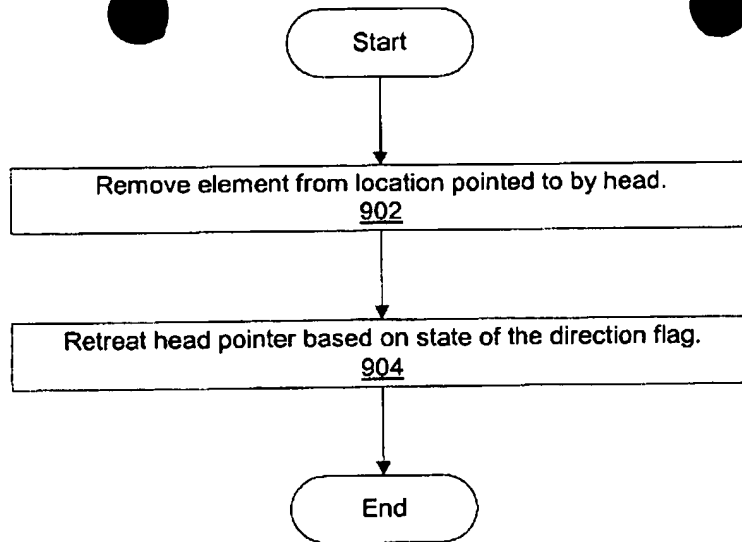 Start
Remove element from location pointed to by head.
902
Retreat head pointer based on state of the direction flag.
904
End